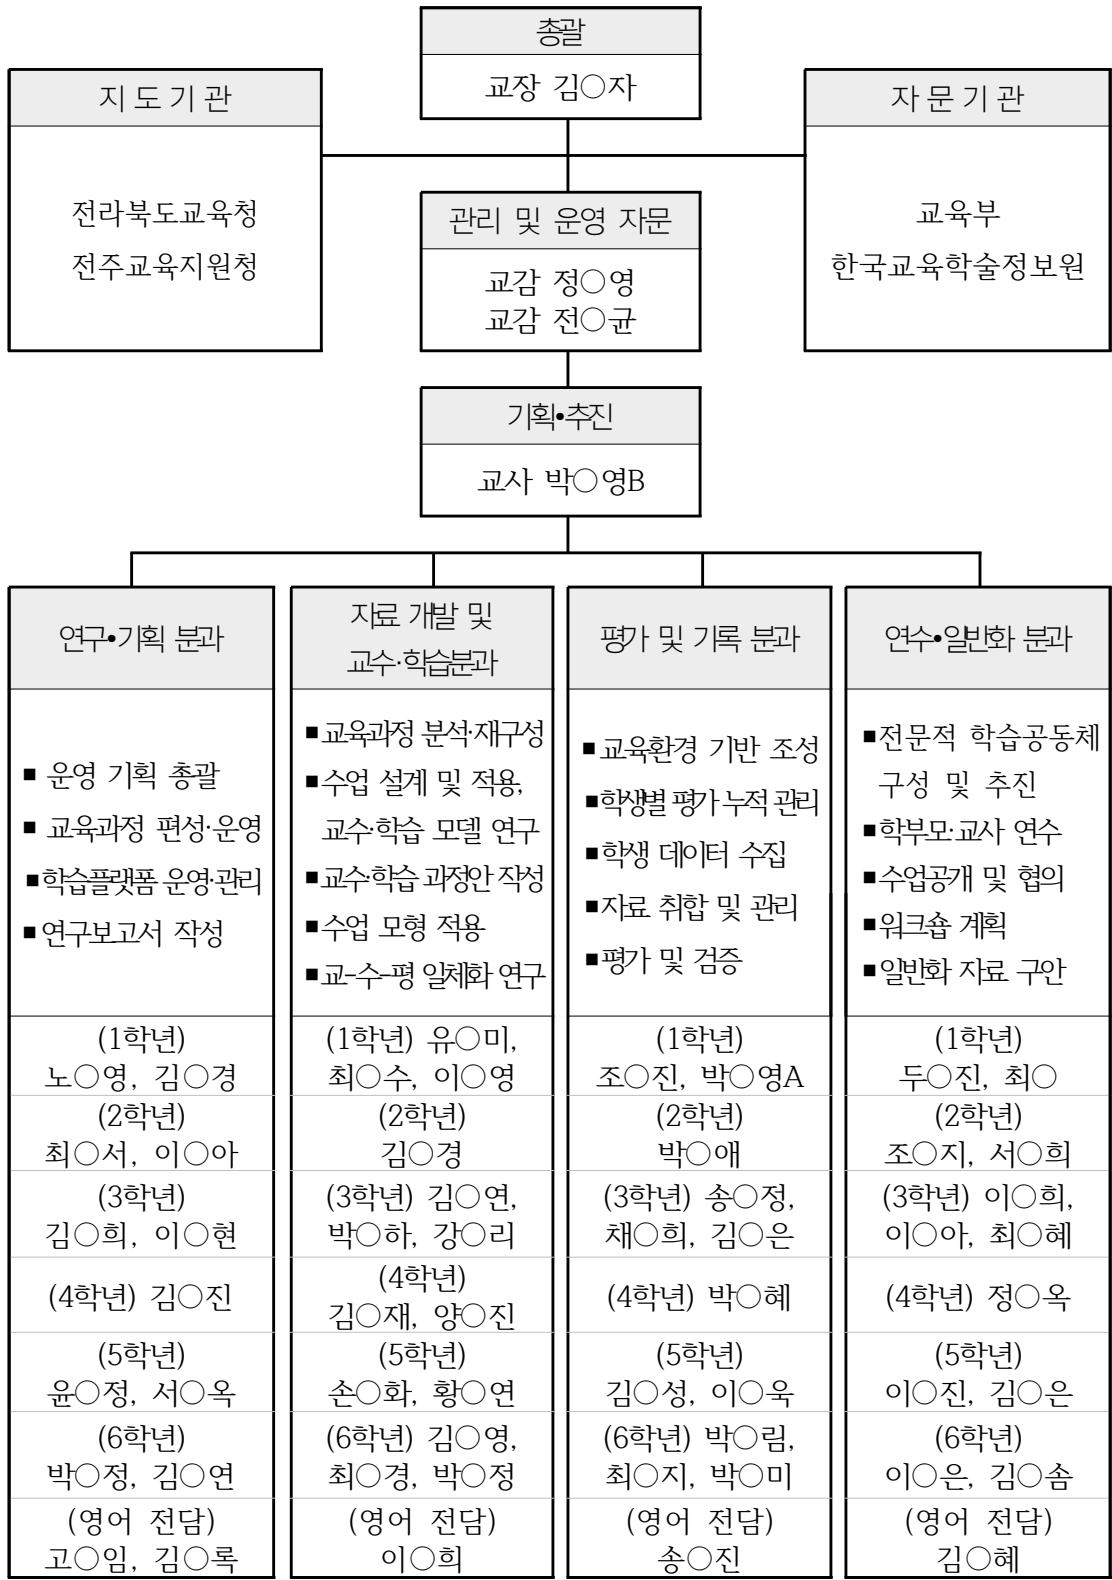 총괄
교장 김○자
지 도 기 관
전라북도교육청
전주교육지원청
자 문 기 관
교육부
한국교육학술정보원
관리 및 운영 자문
교감 정○영
교감 전○균
기획•추진
교사 박○영B
연구•기획 분과
■ 운영 기획 총괄
■ 교육과정 편성·운영
■학습플랫폼 운영·관리
■연구보고서 작성
(1학년)
노○영, 김○경
(2학년)
최○서, 이○아
(3학년)
김○희, 이○현
(4학년) 김○진
(5학년)
윤○정, 서○옥
(6학년)
박○정, 김○연
(영어 전담)
고○임, 김○록
자료 개발 및
교수·학습분과
■교육과정 분석·재구성
■수업 설계 및 적용,
교수·학습 모델 연구
■교수·학습 과정안 작성
■수업 모형 적용
■교-수-평 일체화 연구
(1학년) 유○미,
최○수, 이○영
(2학년)
김○경
(3학년) 김○연,
박○하, 강○리
(4학년)
김○재, 양○진
(5학년)
손○화, 황○연
(6학년) 김○영,
최○경, 박○정
(영어 전담)
이○희
평가 및 기록 분과
■교육환경 기반 조성
■학생별 평가 누적 관리
■학생 데이터 수집
■자료 취합 및 관리
■평가 및 검증
(1학년)
조○진, 박○영A
(2학년)
박○애
(3학년) 송○정,
채○희, 김○은
(4학년) 박○혜
(5학년)
김○성, 이○욱
(6학년) 박○림,
최○지, 박○미
(영어 전담)
송○진
연수•일반화 분과
■전문적 학습공동체
구성 및 추진
■학부모·교사 연수
■수업공개 및 협의
■워크숍 계획
■일반화 자료 구안
(1학년)
두○진, 최○
(2학년)
조○지, 서○희
(3학년) 이○희,
이○아, 최○혜
(4학년) 정○옥
(5학년)
이○진, 김○은
(6학년)
이○은, 김○솜
(영어 전담)
김○혜